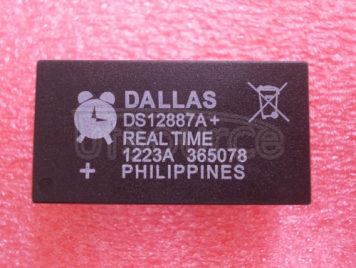 DALLAS
DS12887A+
REAL TIME
1223A 365078
+ PHILIPPINES